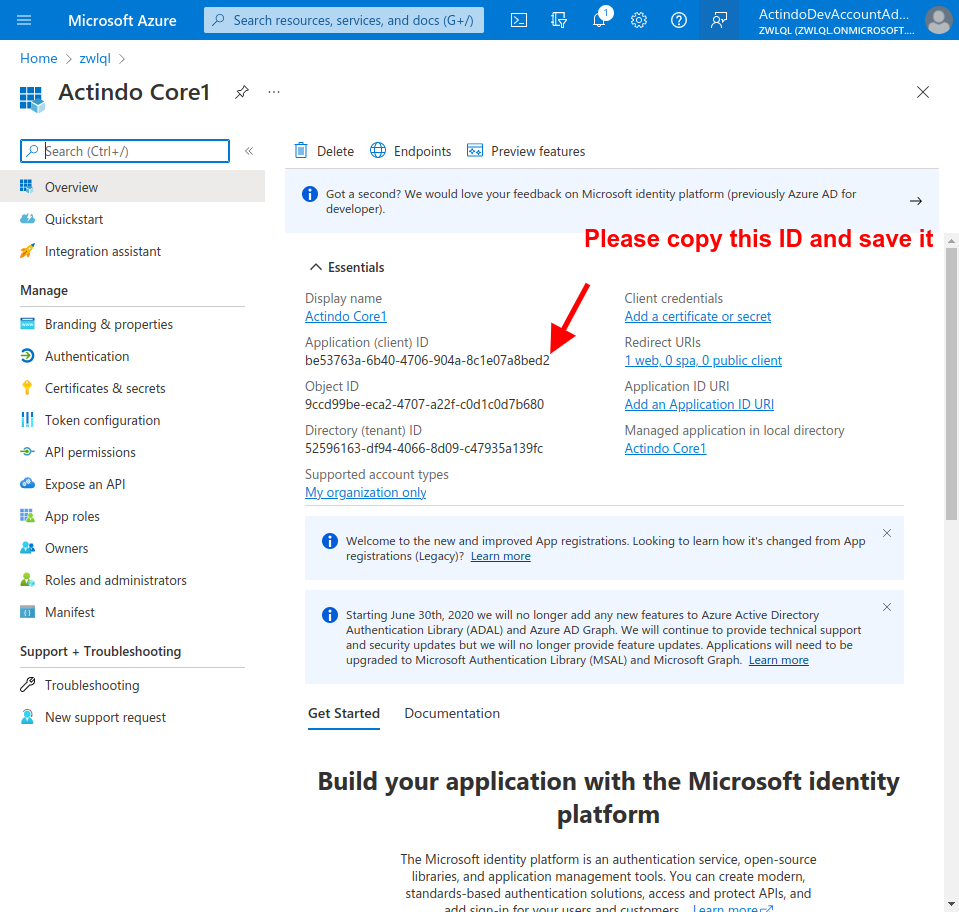 Microsoft Azure
Search resources, services, and docs (G+/)
1
ActindoDevAccountAd...
ZWLQL (ZWLQL.ONMICROSOFT....
Home
zwlql
Actindo Core1
...
Search (Ctrl+/)
«
Overview
Quickstart
Integration assistant
Manage
Branding & properties
Authentication
Certificates & secrets
Token configuration
API permissions
Expose an API
App roles
Owners
Roles and administrators
Manifest
Support + Troubleshooting
Troubleshooting
New support request
Delete
Endpoints
Preview features
Got a second? We would love your feedback on Microsoft identity platform (previously Azure AD for
developer).
Please copy this ID and save it
Essentials
Display name
Actindo Core1
Application (client) ID
be53763a-6b40-4706-904a-8c1e07a8bed2
Object ID
9ccd99be-eca2-4707-a22f-c0d1c0d7b680
Directory (tenant) ID
52596163-df94-4066-8d09-c47935a139fc
Supported account types
My organization only
Client credentials
Add a certificate or secret
Redirect URIs
1 web, 0 spa, 0 public client
Application ID URI
Add an Application ID URI
Managed application in local directory
Actindo Core1
Welcome to the new and improved App registrations. Looking to learn how it's changed from App
registrations (Legacy)? Learn more
Starting June 30th, 2020 we will no longer add any new features to Azure Active Directory
Authentication Library (ADAL) and Azure AD Graph. We will continue to provide technical support
and security updates but we will no longer provide feature updates. Applications will need to be
upgraded to Microsoft Authentication Library (MSAL) and Microsoft Graph. Learn more
Get Started
Documentation
Build your application with the Microsoft identity
platform
The Microsoft identity platform is an authentication service, open-source
libraries, and application management tools. You can create modern,
standards-based authentication solutions, access and protect APIs, and
add sign-in for your users and customers. Learn more